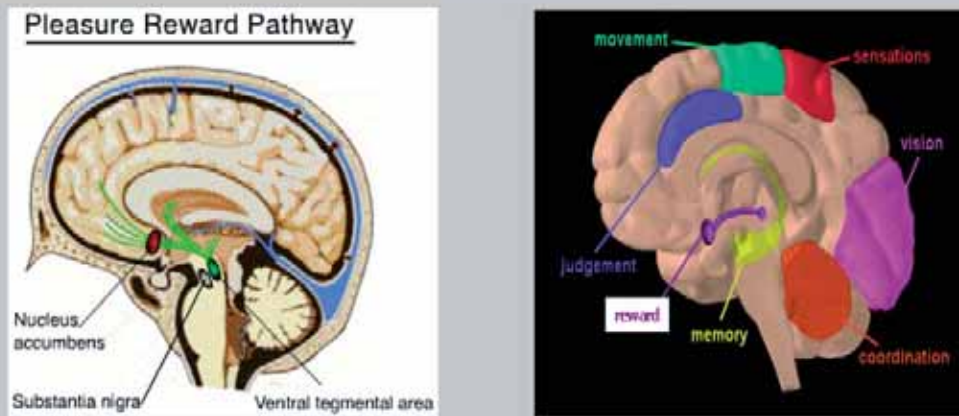 Pleasure Reward Pathway
Nucleus
accumbens
Substantia nigra
Ventral tegmental area
movement
sensations
vision
judgement
reward
memory
coordination